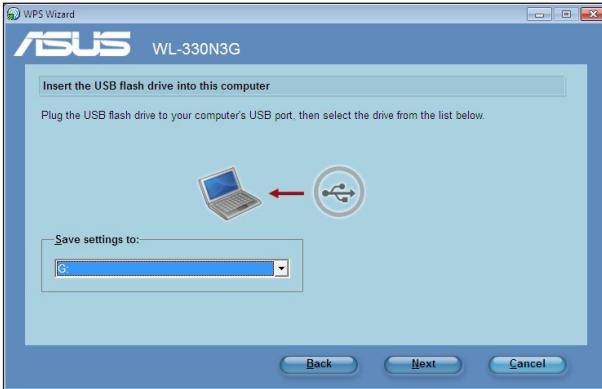 WPS Wizard
ASUS WL-330N3G
Insert the USB flash drive into this computer
Plug the USB flash drive to your computer's USB port, then select the drive from the list below.
Save settings to:
G:
Back Next Cancel